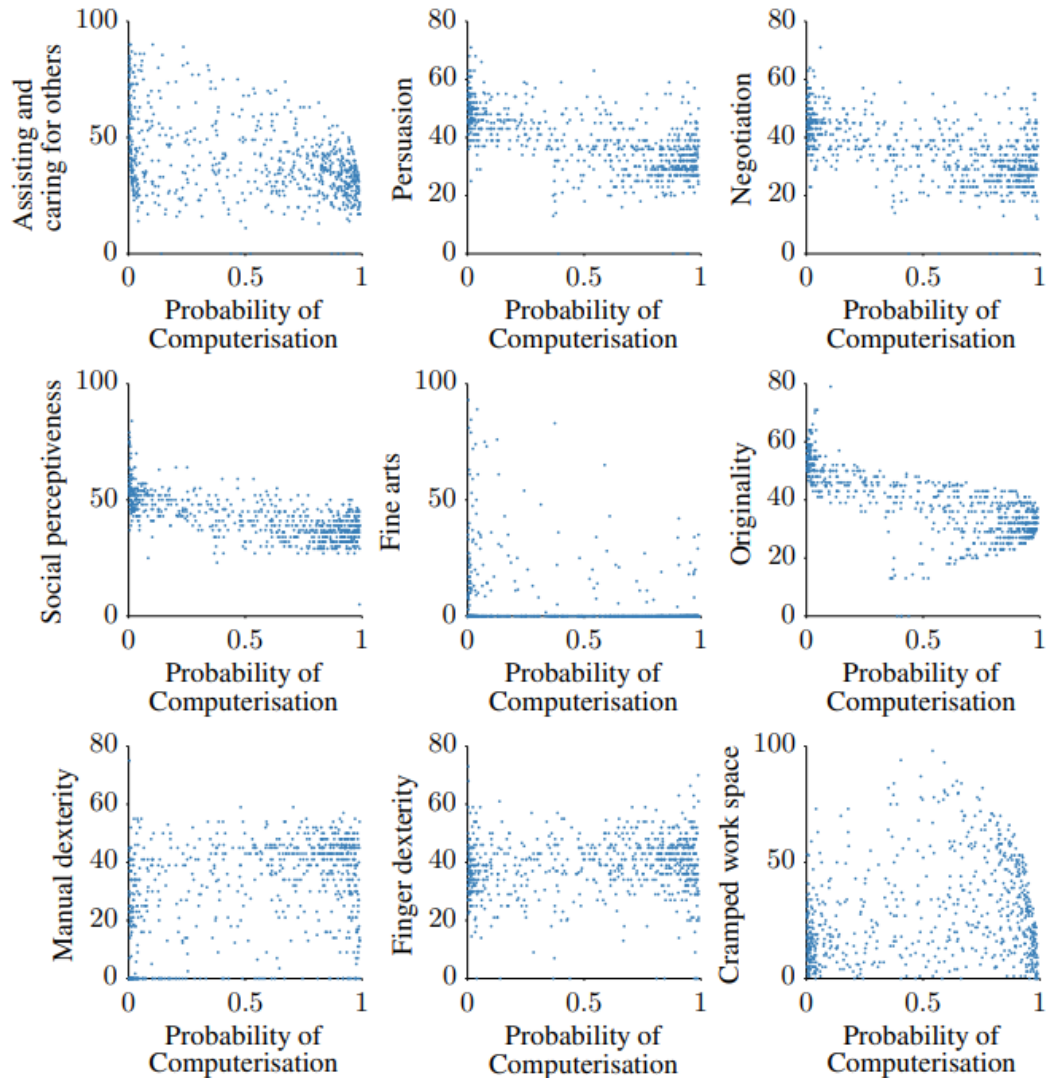 Assisting and
caring for others
100
50
0
0
0.5
1
Probability of
Computerisation
Persuasion
80
60
40
20
0
0
0.5
1
Probability of
Computerisation
Negotiation
80
60
40
20
0
0
0.5
1
Probability of
Computerisation
Social perceptiveness
100
50
0
0
0.5
1
Probability of
Computerisation
Fine arts
100
50
0
0
0.5
1
Probability of
Computerisation
Originality
80
60
40
20
0
0
0.5
1
Probability of
Computerisation
Manual dexterity
80
60
40
20
0
0
0.5
1
Probability of
Computerisation
Finger dexterity
80
60
40
20
0
0
0.5
1
Probability of
Computerisation
Cramped work space
100
50
0
0
0.5
1
Probability of
Computerisation